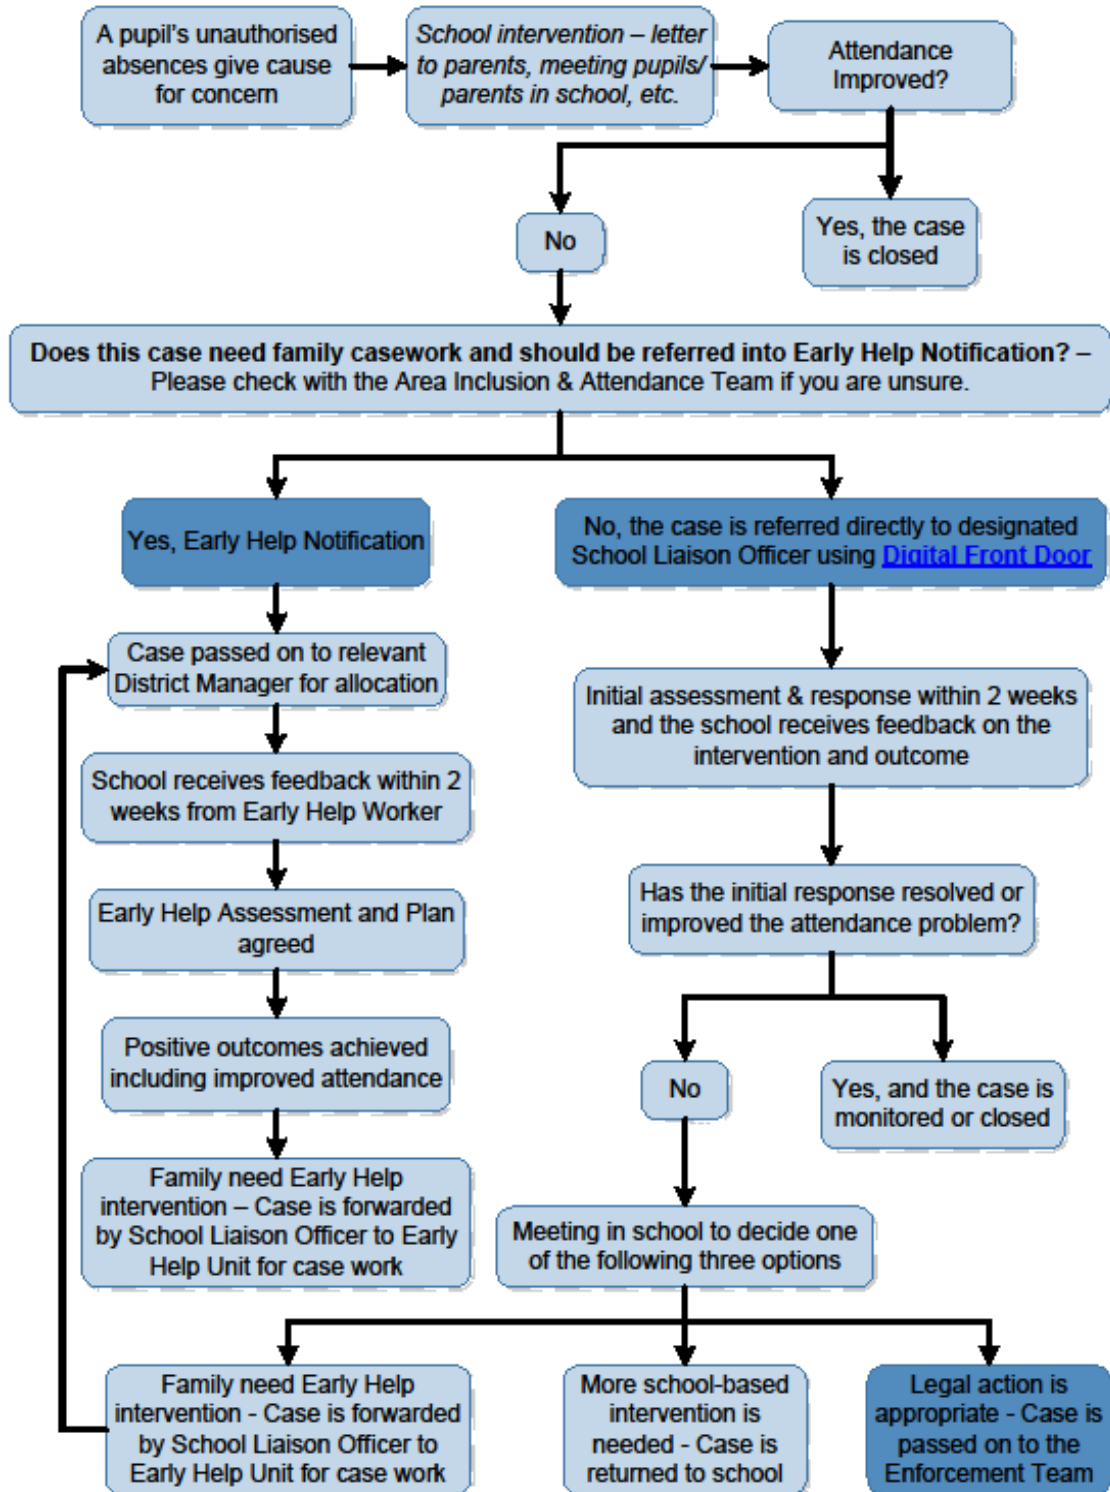 A pupil's unauthorised
absences give cause
for concern
School intervention – letter
to parents, meeting pupils/
parents in school, etc.
Attendance
Improved?
No
Yes, the case
is closed
Does this case need family casework and should be referred into Early Help Notification? –
Please check with the Area Inclusion & Attendance Team if you are unsure.
Yes, Early Help Notification
No, the case is referred directly to designated
School Liaison Officer using Digital Front Door
Case passed on to relevant
District Manager for allocation
Initial assessment & response within 2 weeks
and the school receives feedback on the
intervention and outcome
School receives feedback within 2
weeks from Early Help Worker
Has the initial response resolved or
improved the attendance problem?
Early Help Assessment and Plan
agreed
Positive outcomes achieved
including improved attendance
No
Yes, and the case is
monitored or closed
Family need Early Help
intervention – Case is forwarded
by School Liaison Officer to Early
Help Unit for case work
Meeting in school to decide one
of the following three options
Family need Early Help
intervention - Case is forwarded
by School Liaison Officer to
Early Help Unit for case work
More school-based
intervention is
needed - Case is
returned to school
Legal action is
appropriate - Case is
passed on to the
Enforcement Team